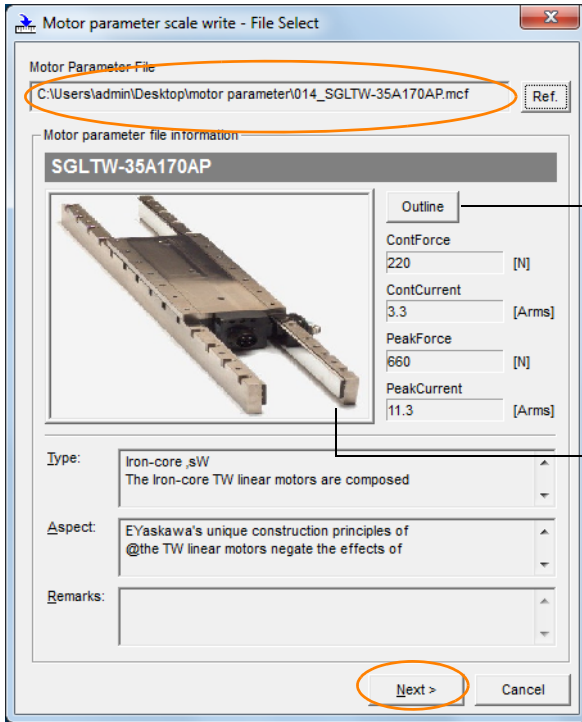 Motor parameter scale write - File Select
Motor Parameter File
C:\Users\admin\Desktop\motor parameter\014_SGLTW-35A170AP.mcf
Ref.
Motor parameter file information
SGLTW-35A170AP
Outline
ContForce
220 [N]
ContCurrent
3.3 [Arms]
PeakForce
660 [N]
PeakCurrent
11.3 [Arms]
Type:
Iron-core ,sW
The Iron-core TW linear motors are composed
Aspect:
EYaskawa's unique construction principles of
@the TW linear motors negate the effects of
Remarks:
Next >
Cancel